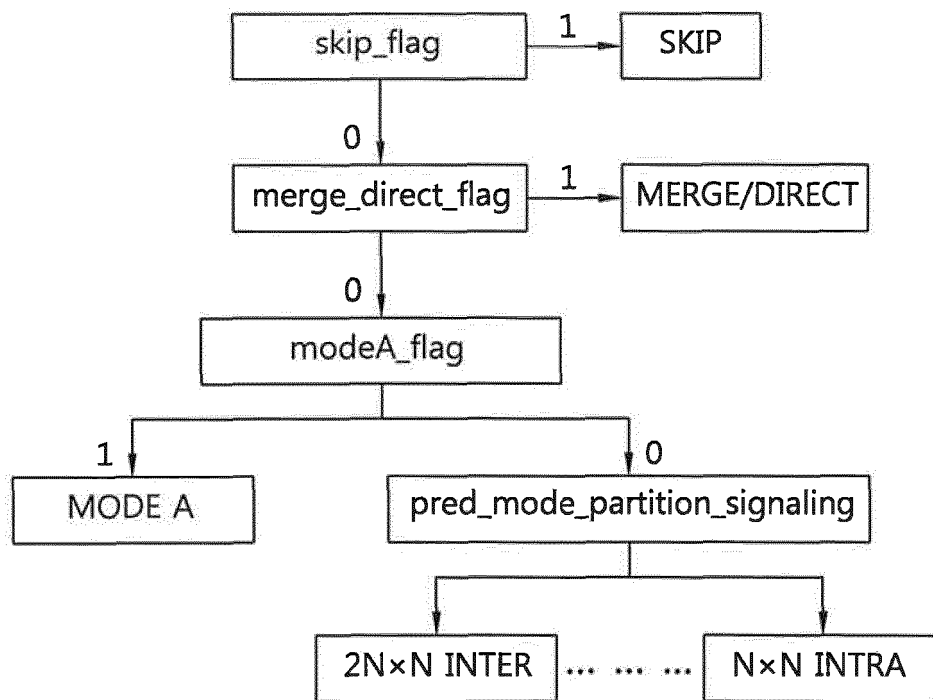 skip_flag
1
SKIP
0
merge_direct_flag
1
MERGE/DIRECT
0
modeA_flag
1
0
MODE A
pred_mode_partition_signaling
2N×N INTER
... ... ...
N×N INTRA